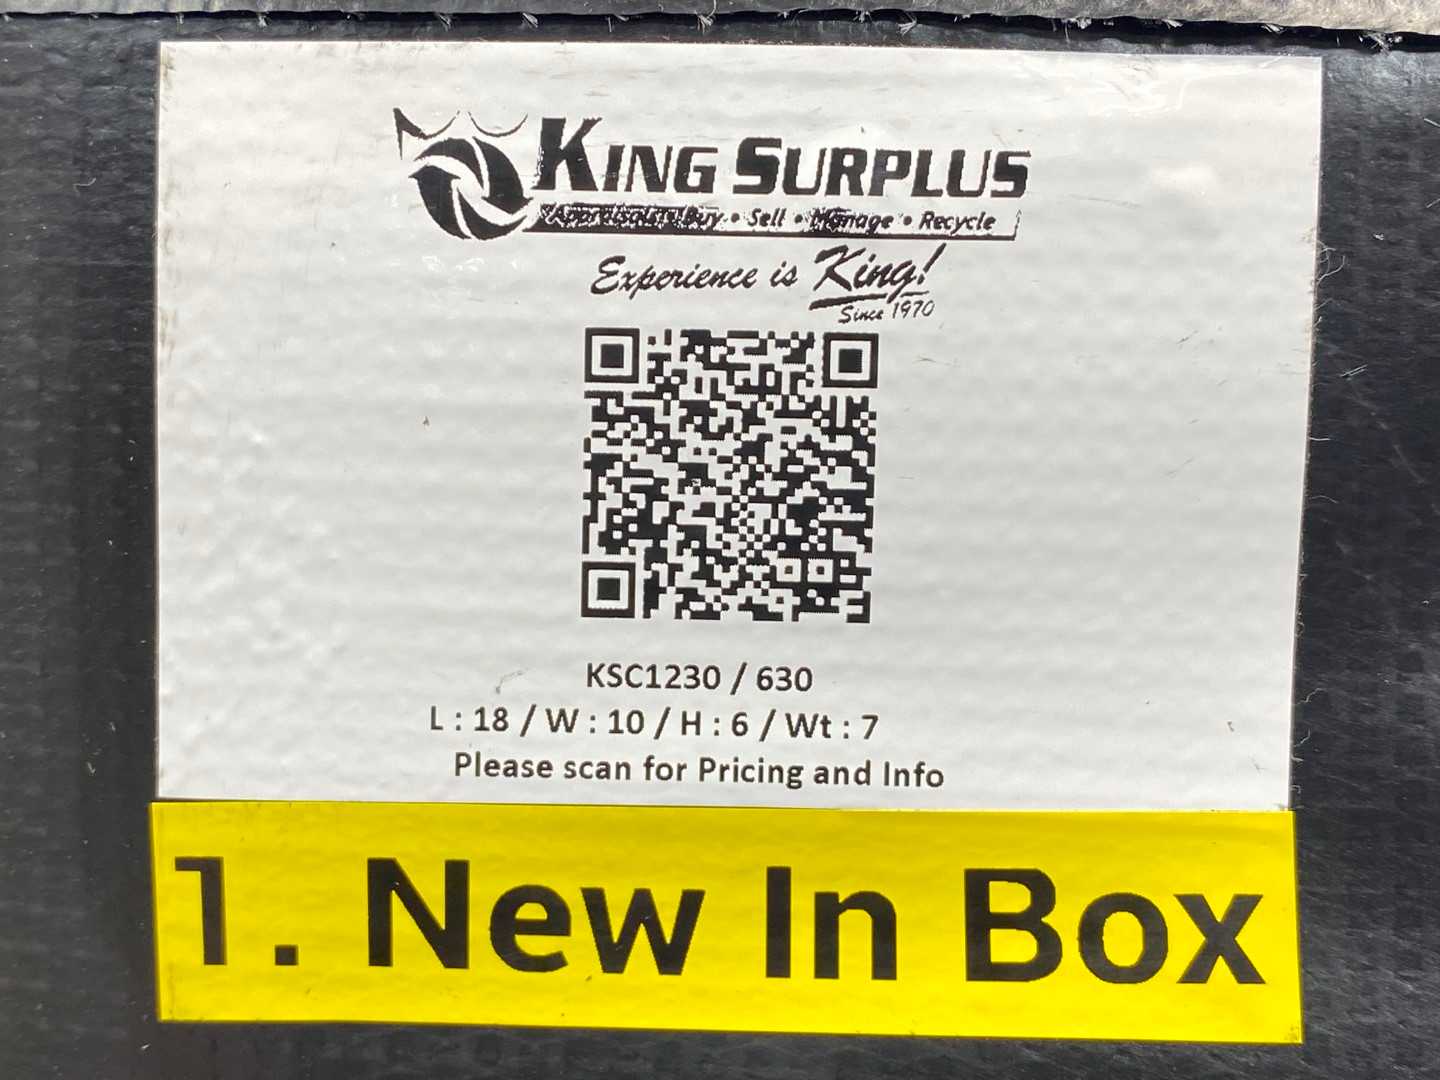 KING SURPLUS
Appraisals • Buy • Sell • Manage • Recycle
Experience is King!
Since 1970
KSC1230 / 630
L : 18 / W : 10 / H : 6 / Wt : 7
Please scan for Pricing and Info
1. New In Box